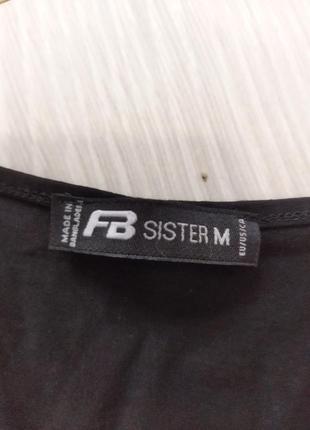 MADE IN
BANGLADESH
FB SISTER M
EU/US/CA